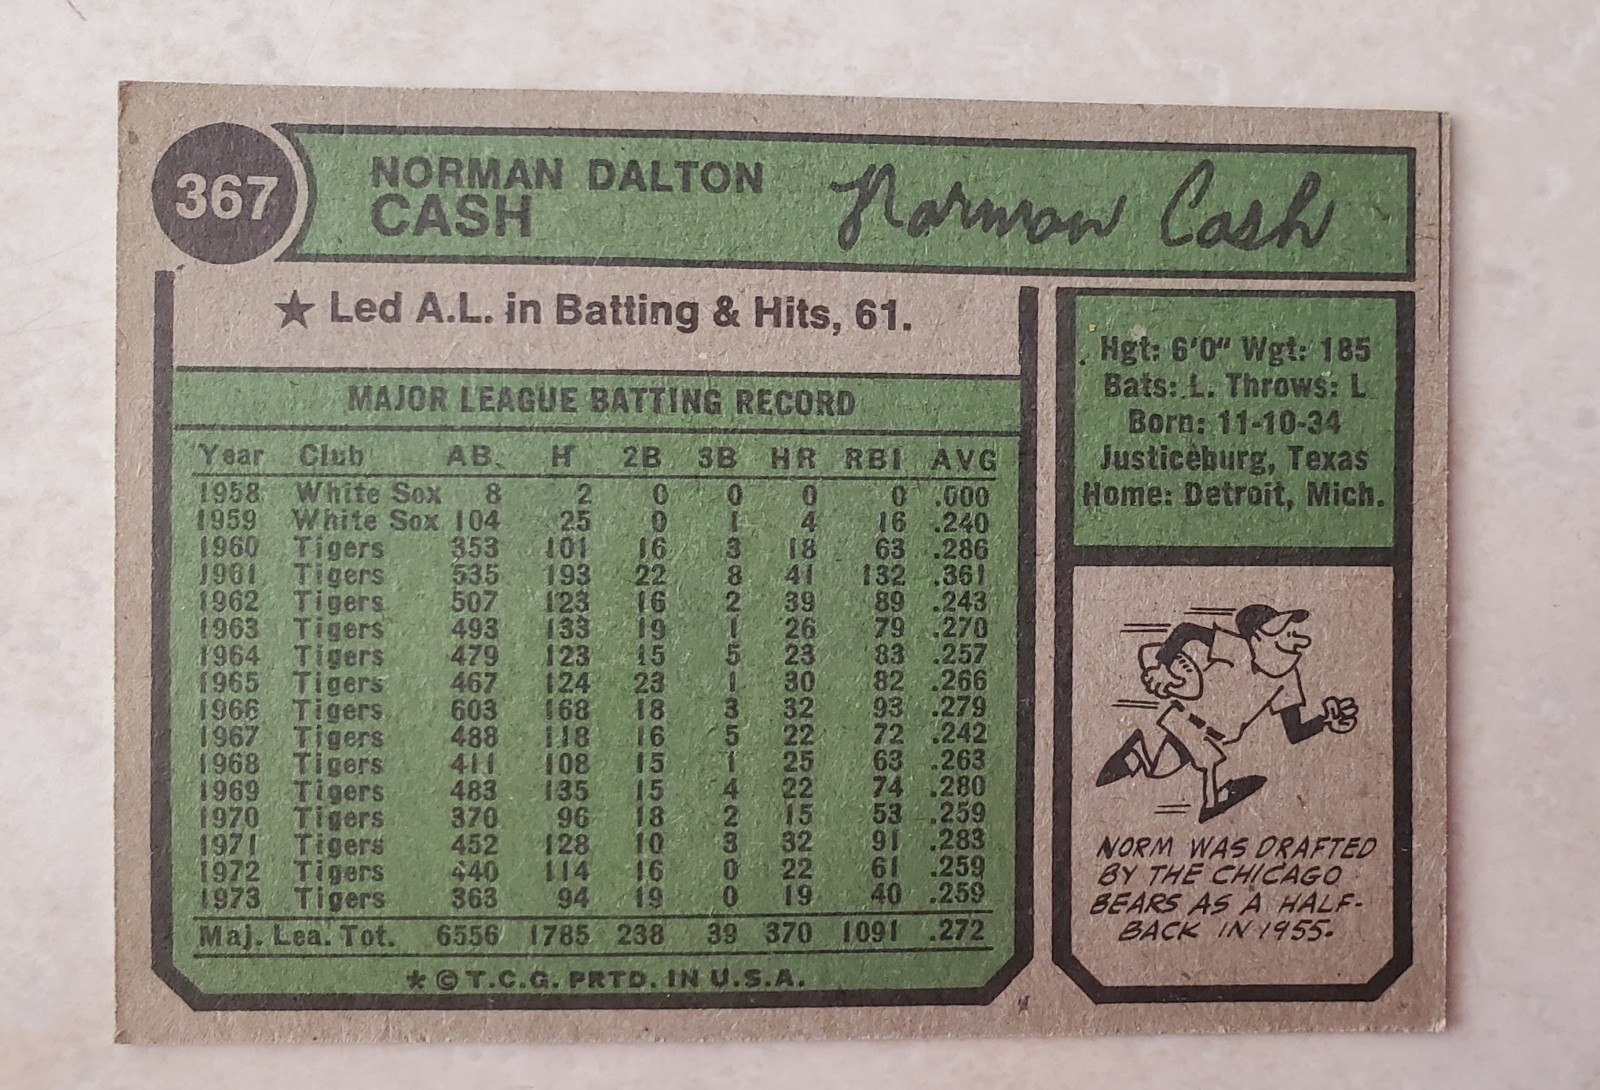 367
NORMAN DALTON
CASH
Norman Cash
★ Led A.L. in Batting & Hits, 61.
MAJOR LEAGUE BATTING RECORD
Year Club AB H 2B 3B HR RBI AVG
1958 White Sox 8 2 0 0 0 0 .000
1959 White Sox 104 25 0 1 4 16 .240
1960 Tigers 353 101 16 3 18 63 .286
1961 Tigers 535 193 22 8 41 132 .361
1962 Tigers 507 123 16 2 39 89 .243
1963 Tigers 493 133 19 1 26 79 .270
1964 Tigers 479 123 15 5 23 83 .257
1965 Tigers 467 124 23 1 30 82 .266
1966 Tigers 603 168 18 3 32 93 .279
1967 Tigers 488 118 16 5 22 72 .242
1968 Tigers 411 108 15 1 25 63 .263
1969 Tigers 483 135 15 4 22 74 .280
1970 Tigers 370 96 18 2 15 53 .259
1971 Tigers 452 128 10 3 32 91 .283
1972 Tigers 440 114 16 0 22 61 .259
1973 Tigers 363 94 19 0 19 40 .259
Maj. Lea. Tot. 6556 1785 238 39 370 1091 .272
★ © T.C.G. PRTD. IN U.S.A.
Hgt: 6'0" Wgt: 185
Bats: L. Throws: L
Born: 11-10-34
Justiceburg, Texas
Home: Detroit, Mich.
NORM WAS DRAFTED
BY THE CHICAGO
BEARS AS A HALF-
BACK IN 1955.